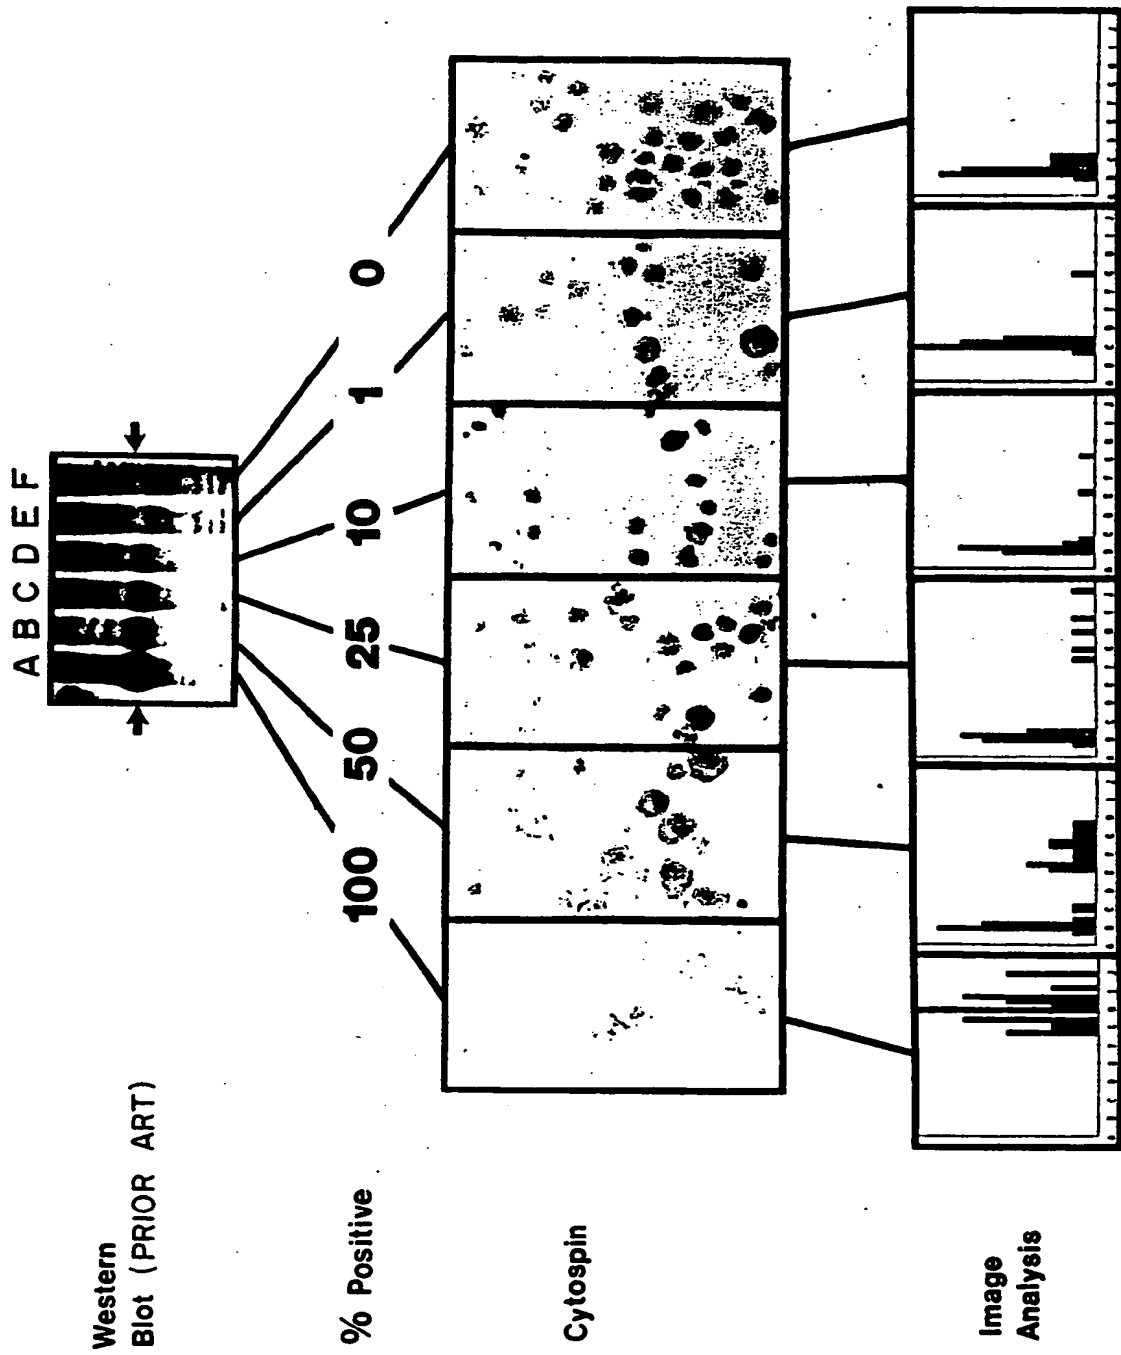 A B C D E F
Western
Blot (PRIOR ART)
% Positive
100 50 25 10 1 0
Cytospin
Image
Analysis